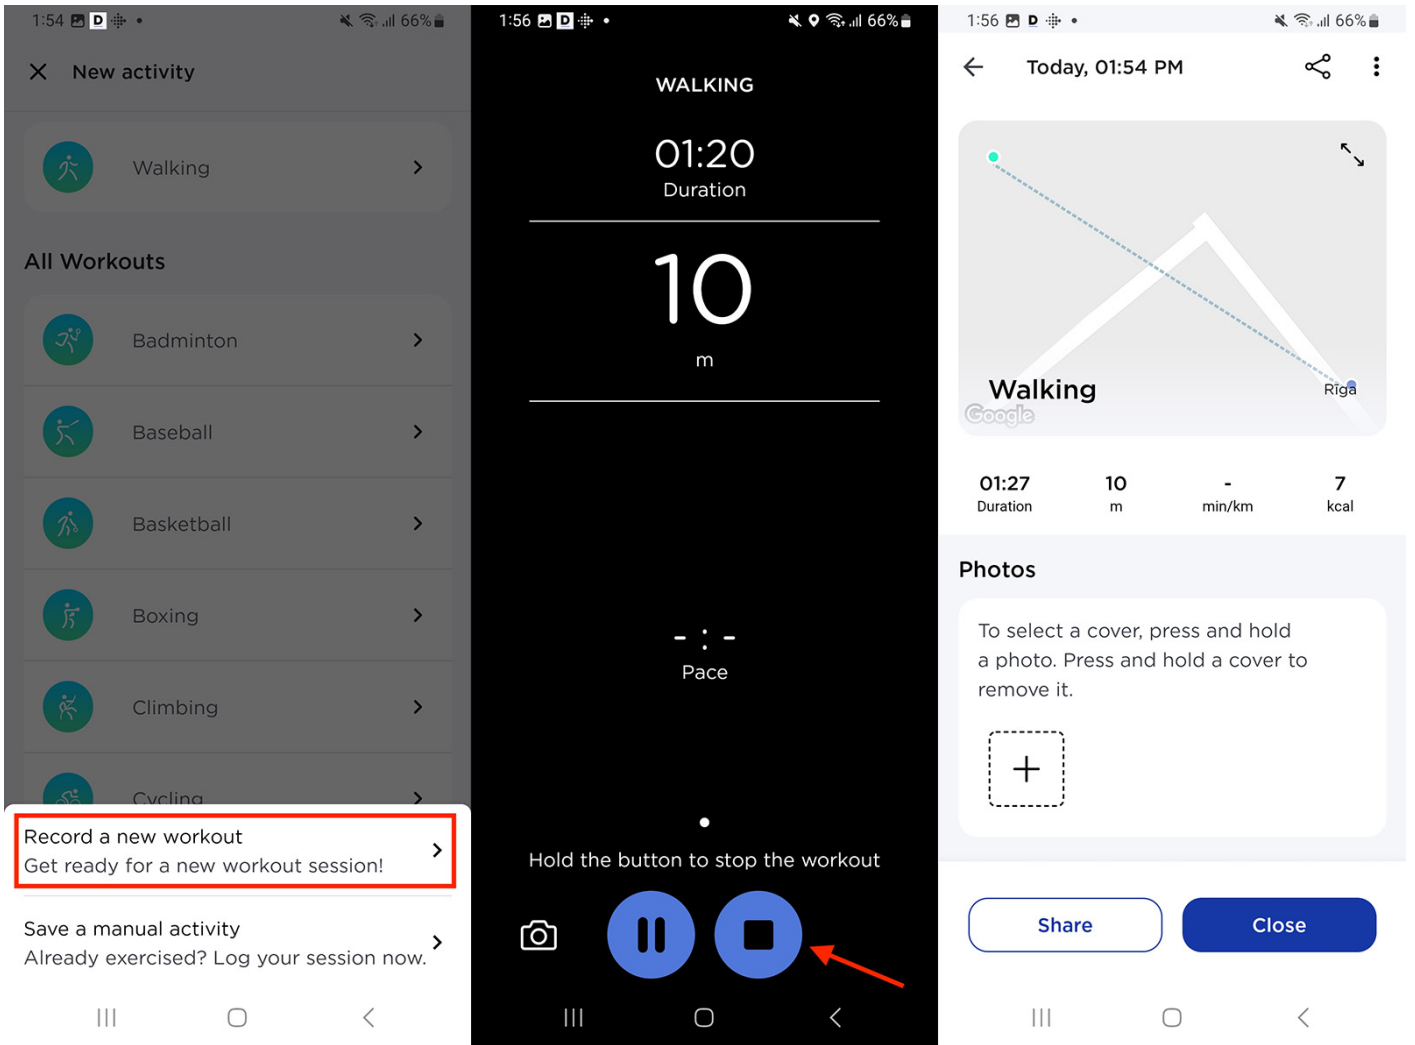 1:54 D 66%
New activity
Walking
All Workouts
Badminton
Baseball
Basketball
Boxing
Climbing
Cycling
Record a new workout
Get ready for a new workout session!
Save a manual activity
Already exercised? Log your session now.
1:56 D 66%
WALKING
01:20
Duration
10
m
- : -
Pace
Hold the button to stop the workout
1:56 D 66%
Today, 01:54 PM
Walking
Rīga
Google
01:27 10 - 7
Duration m min/km kcal
Photos
To select a cover, press and hold
a photo. Press and hold a cover to
remove it.
Share Close